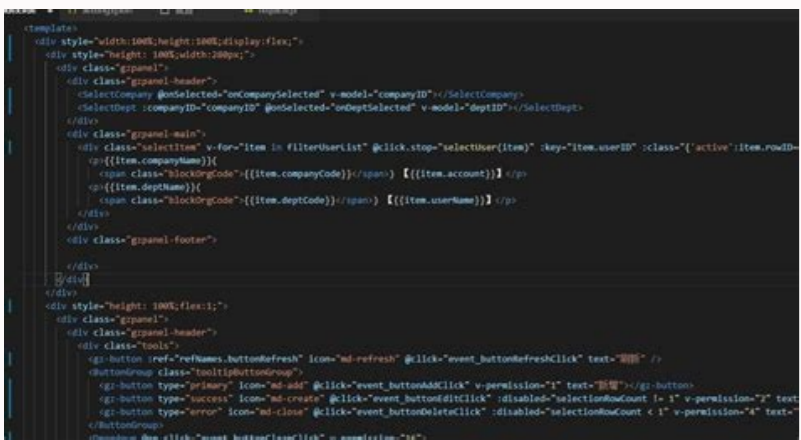 <template>
<div style="width:100%;height:100%;display:flex;">
<div style="height: 100%;width:280px;">
<div class="gzpanel">
<div class="gzpanel-header">
<SelectCompany @onSelected="onCompanySelected" v-model="companyID"></SelectCompany>
<SelectDept :companyID="companyID" @onSelected="onDeptSelected" v-model="deptID"></SelectDept>
</div>
<div class="gzpanel-main">
<div class="selectItem" v-for="item in filterUserList" @click.stop="selectUser(item)" :key="item.userID" :class="{'active':item.rowID=
<p>{{item.companyName}}(
<span class="blockOrgCode">{{item.companyCode}}</span>) 【{{item.account}}】</p>
<p>{{item.deptName}}(
<span class="blockOrgCode">{{item.deptCode}}</span>) 【{{item.userName}}】</p>
</div>
</div>
<div class="gzpanel-footer">
</div>
</div>
</div>
<div style="height: 100%;flex:1;">
<div class="gzpanel">
<div class="gzpanel-header">
<div class="tools">
<gz-button :ref="refNames.buttonRefresh" icon="md-refresh" @click="event_buttonRefreshClick" text="刷新" />
<ButtonGroup class="tooltipButtonGroup">
<gz-button type="primary" icon="md-add" @click="event_buttonAddClick" v-permission="1" text="新增"></gz-button>
<gz-button type="success" icon="md-create" @click="event_buttonEditClick" :disabled="selectionRowCount != 1" v-permission="2" text
<gz-button type="error" icon="md-close" @click="event_buttonDeleteClick" :disabled="selectionRowCount < 1" v-permission="4" text="
</ButtonGroup>